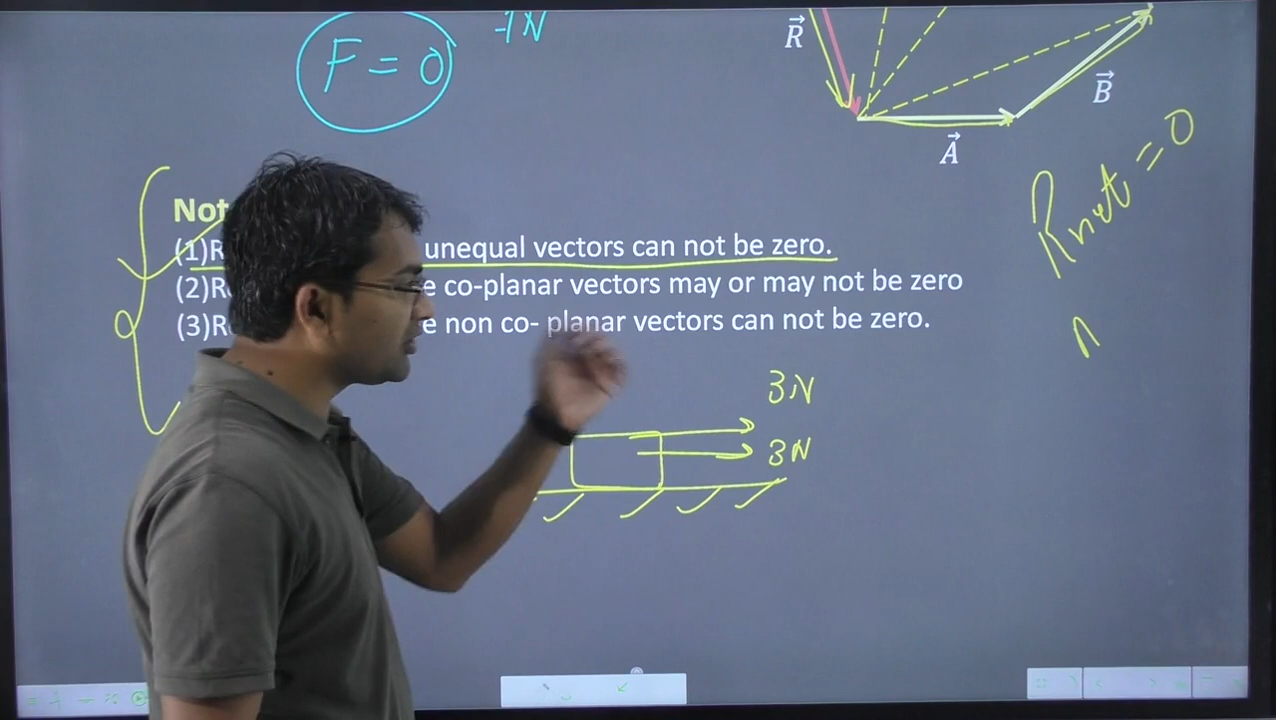 F = 0
-1N
R
B
A
Rnet = 0
Not
(1)R unequal vectors can not be zero.
(2)R e co-planar vectors may or may not be zero
(3)R e non co- planar vectors can not be zero.
n
3N
3N